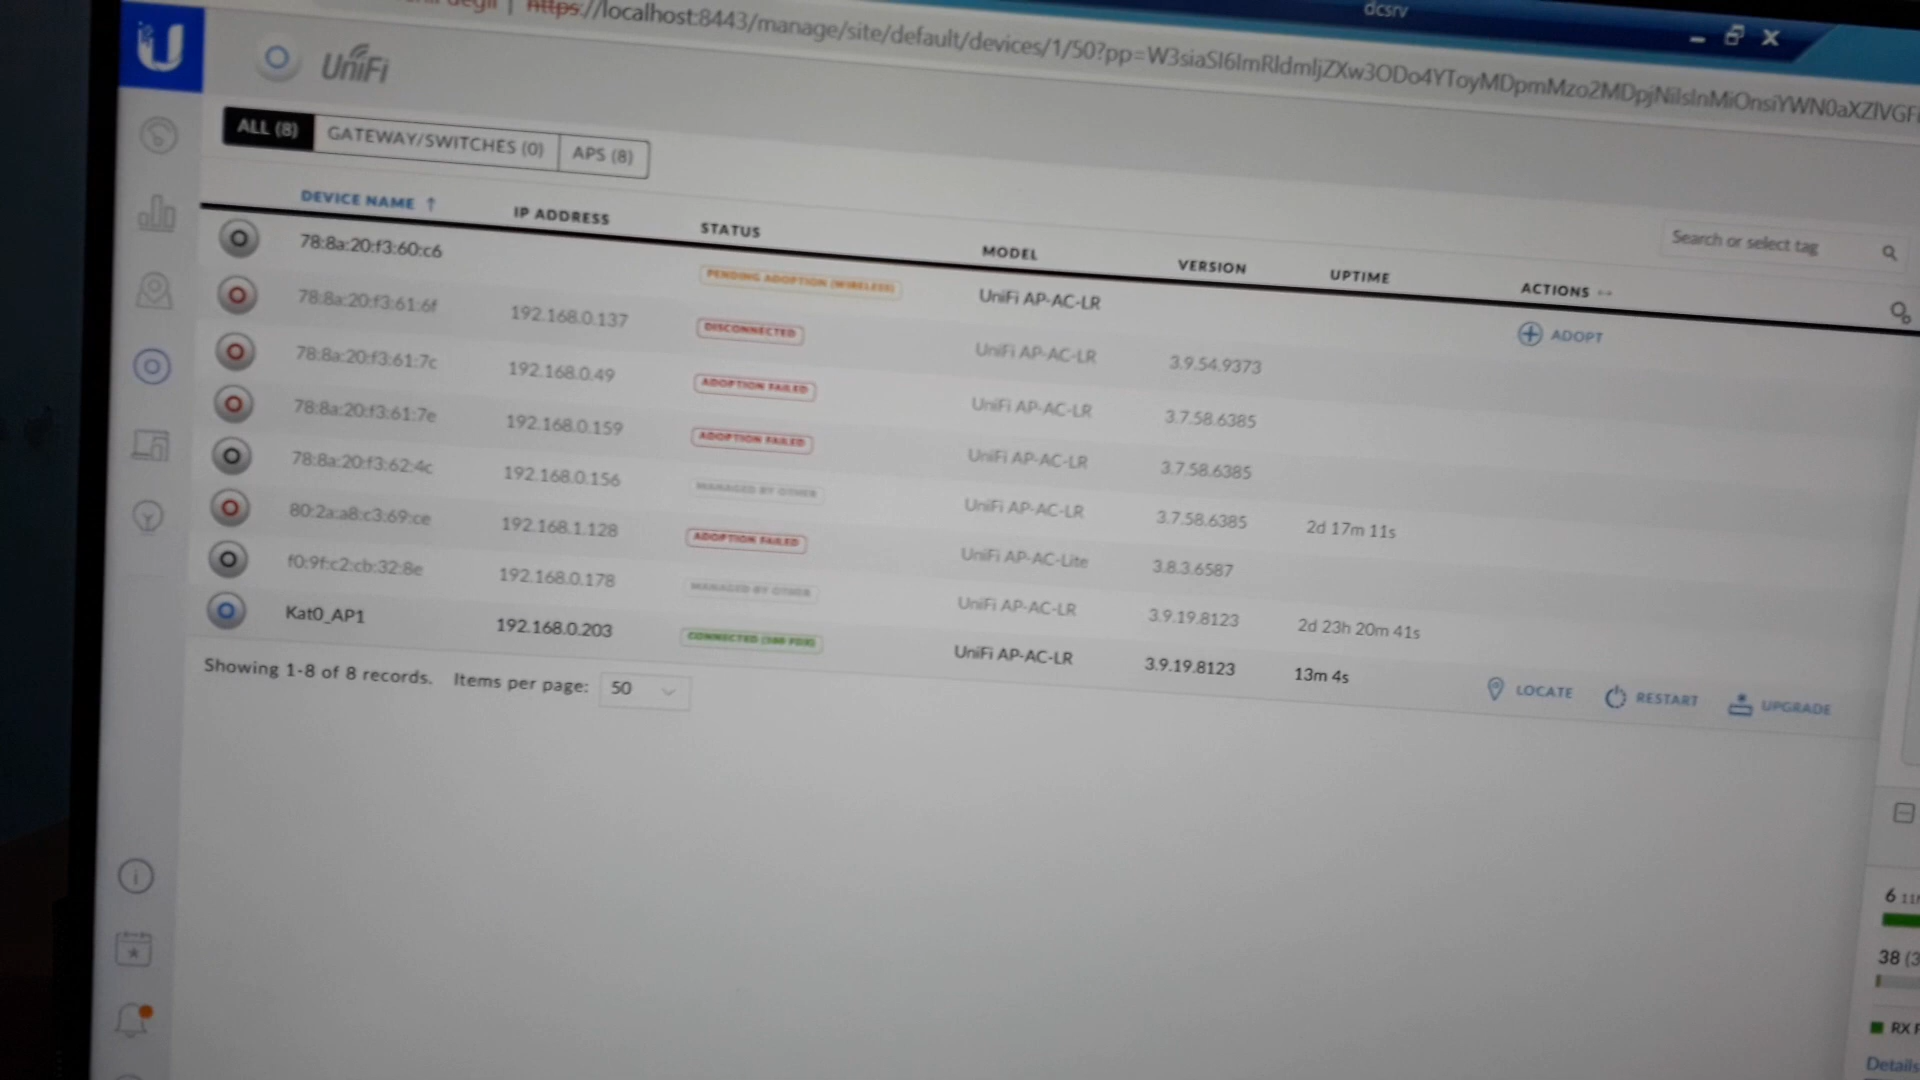 dcsrv
https://localhost:8443/manage/site/default/devices/1/50?pp=
UniFi
ALL (8) GATEWAY/SWITCHES (0) APS (8)
Search or select tag
DEVICE NAME ↑ IP ADDRESS STATUS MODEL VERSION UPTIME ACTIONS
78:8a:20:f3:60:c6 PENDING ADOPTION (WIRELESS) UniFi AP-AC-LR ADOPT
78:8a:20:f3:61:6f 192.168.0.137 DISCONNECTED UniFi AP-AC-LR 3.9.54.9373
78:8a:20:f3:61:7c 192.168.0.49 ADOPTION FAILED UniFi AP-AC-LR 3.7.58.6385
78:8a:20:f3:61:7e 192.168.0.159 ADOPTION FAILED UniFi AP-AC-LR 3.7.58.6385
78:8a:20:f3:62:4c 192.168.0.156 MANAGED BY OTHER UniFi AP-AC-LR 3.7.58.6385 2d 17m 11s
80:2a:a8:c3:69:ce 192.168.1.128 ADOPTION FAILED UniFi AP-AC-Lite 3.8.3.6587
f0:9f:c2:cb:32:8e 192.168.0.178 MANAGED BY OTHER UniFi AP-AC-LR 3.9.19.8123 2d 23h 20m 41s
Kat0_AP1 192.168.0.203 CONNECTED UniFi AP-AC-LR 3.9.19.8123 13m 4s LOCATE RESTART UPGRADE
Showing 1-8 of 8 records. Items per page: 50
6
38
RX
Details